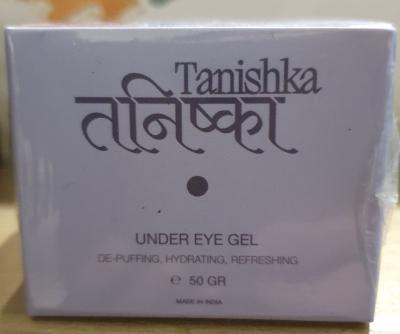 Tanishka
तनिष्का
UNDER EYE GEL
DE-PUFFING, HYDRATING, REFRESHING
℮ 50 GR
MADE IN INDIA